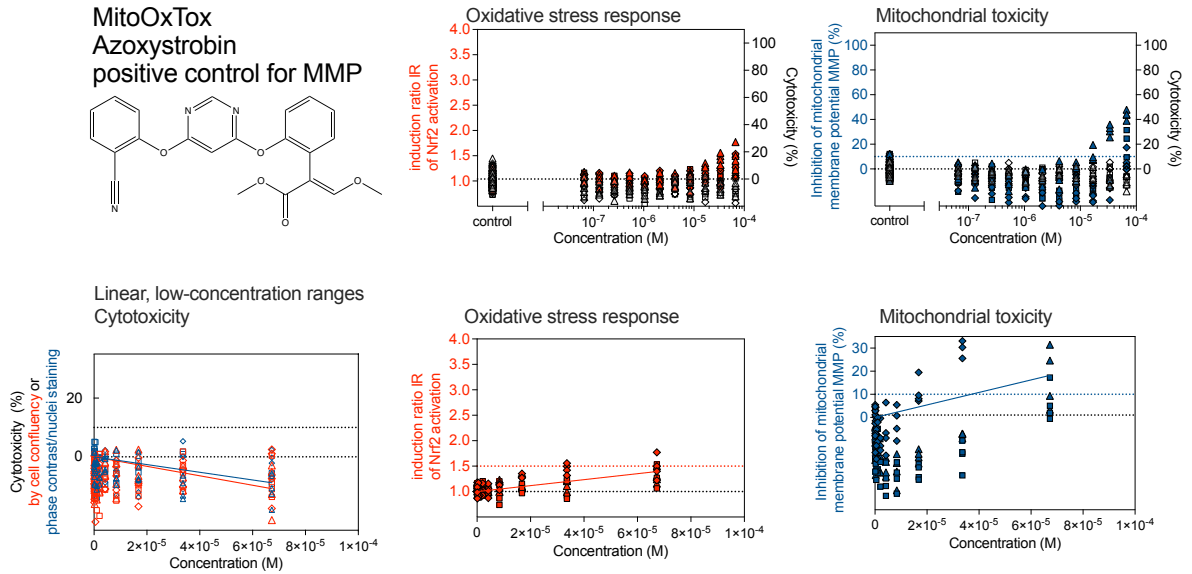 MitoOxTox
Azoxystrobin
positive control for MMP
N
N
O
O
O
O
O
N
Oxidative stress response
induction ratio IR
of Nrf2 activation
4.0
3.5
3.0
2.5
2.0
1.5
1.0
100
80
60
40
20
0
Cytotoxicity (%)
control
10⁻⁷
10⁻⁶
10⁻⁵
10⁻⁴
Concentration (M)
Mitochondrial toxicity
Inhibition of mitochondrial
membrane potential MMP (%)
100
80
60
40
20
0
100
80
60
40
20
0
Cytotoxicity (%)
control
10⁻⁷
10⁻⁶
10⁻⁵
10⁻⁴
Concentration (M)
Linear, low-concentration ranges
Cytotoxicity
Cytotoxicity (%)
by cell confluency or
phase contrast/nuclei staining
20
0
0
2×10⁻⁵
4×10⁻⁵
6×10⁻⁵
8×10⁻⁵
1×10⁻⁴
Concentration (M)
Oxidative stress response
induction ratio IR
of Nrf2 activation
4.0
3.5
3.0
2.5
2.0
1.5
1.0
0
2×10⁻⁵
4×10⁻⁵
6×10⁻⁵
8×10⁻⁵
1×10⁻⁴
Concentration (M)
Mitochondrial toxicity
Inhibition of mitochondrial
membrane potential MMP (%)
30
20
10
0
0
2×10⁻⁵
4×10⁻⁵
6×10⁻⁵
8×10⁻⁵
1×10⁻⁴
Concentration (M)